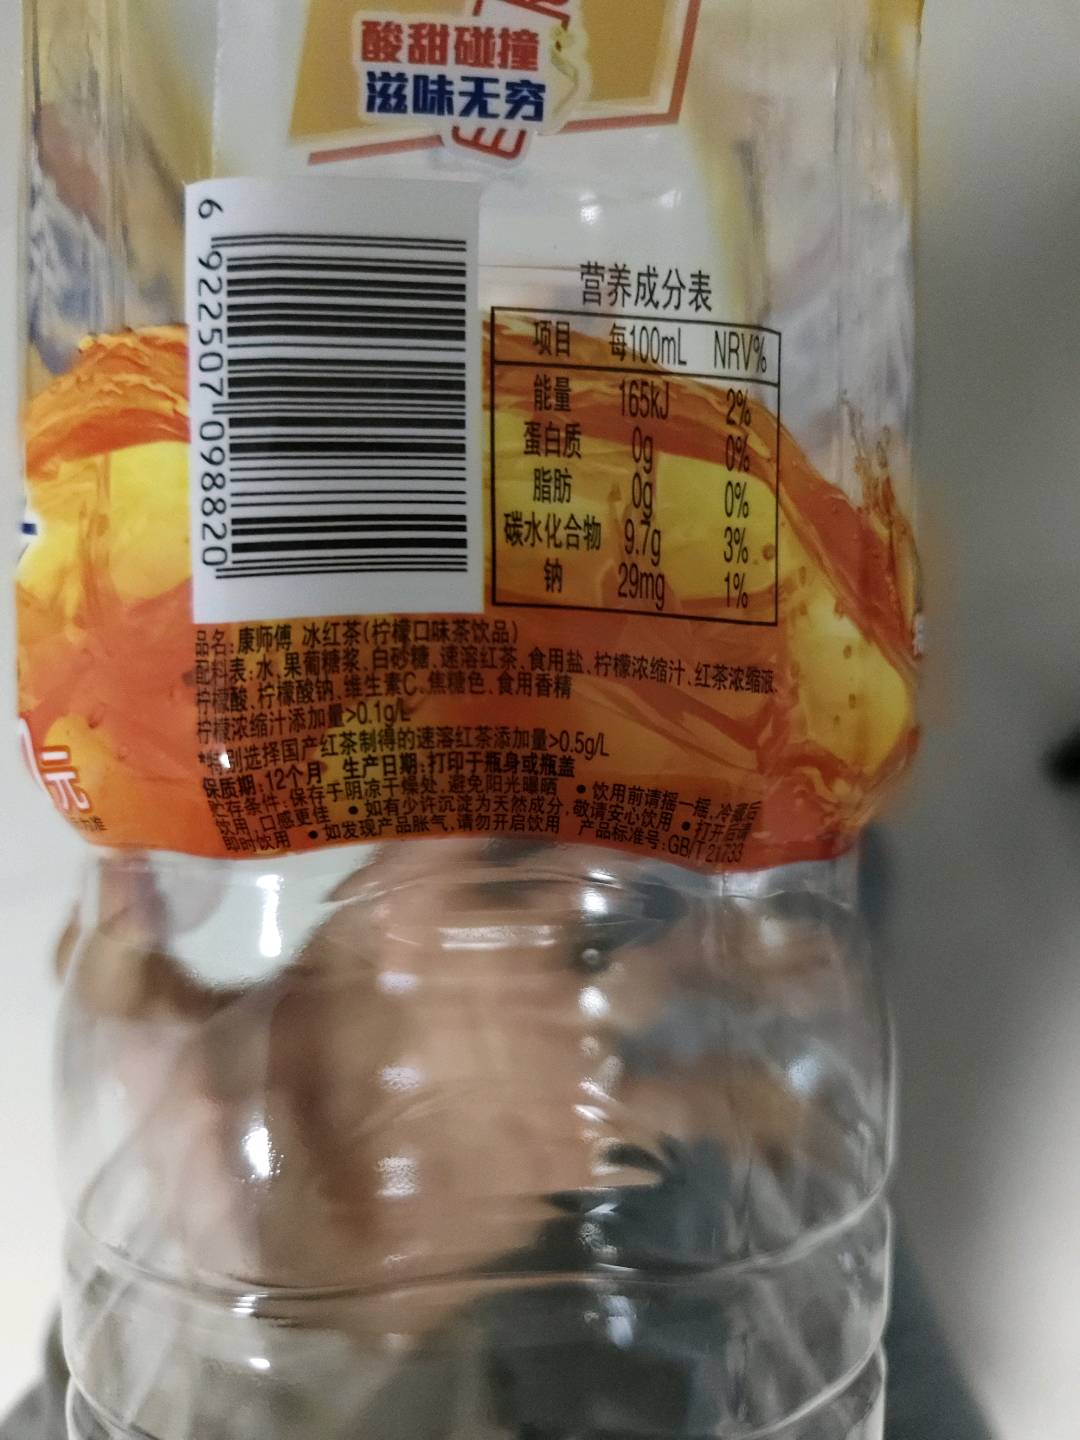 酸甜碰撞
滋味无穷
6 922507 098820
营养成分表
项目 每100mL NRV%
能量 165kJ 2%
蛋白质 0g 0%
脂肪 0g 0%
碳水化合物 9.7g 3%
钠 29mg 1%
品名:康师傅 冰红茶(柠檬口味茶饮品)
配料表:水、果葡糖浆、白砂糖、速溶红茶、食用盐、柠檬浓缩汁、红茶浓缩液、
柠檬酸、柠檬酸钠、维生素C、焦糖色、食用香精
柠檬浓缩汁添加量>0.1g/L
*特别选择国产红茶制得的速溶红茶添加量>0.5g/L
保质期:12个月 生产日期:打印于瓶身或瓶盖
贮存条件:保存于阴凉干燥处,避免阳光曝晒 •饮用前请摇一摇,冷藏后
饮用,口感更佳 •如有少许沉淀为天然成分,敬请安心饮用 •打开后请
即时饮用 •如发现产品胀气,请勿开启饮用 产品标准号:GB/T 21733
元